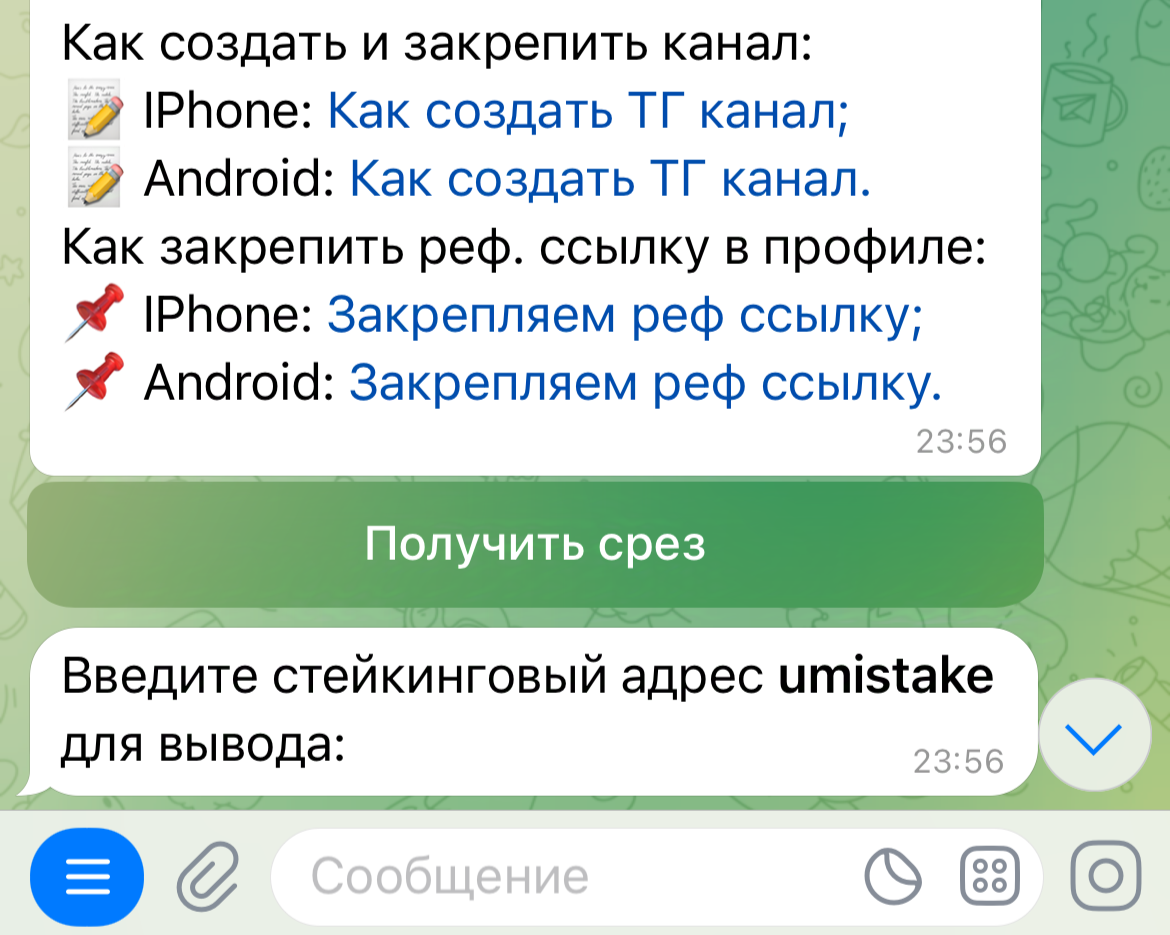 Как создать и закрепить канал:
IPhone: Как создать ТГ канал;
Android: Как создать ТГ канал.
Как закрепить реф. ссылку в профиле:
IPhone: Закрепляем реф ссылку;
Android: Закрепляем реф ссылку.
23:56
Получить срез
Введите стейкинговый адрес umistake
для вывода:
23:56
Сообщение